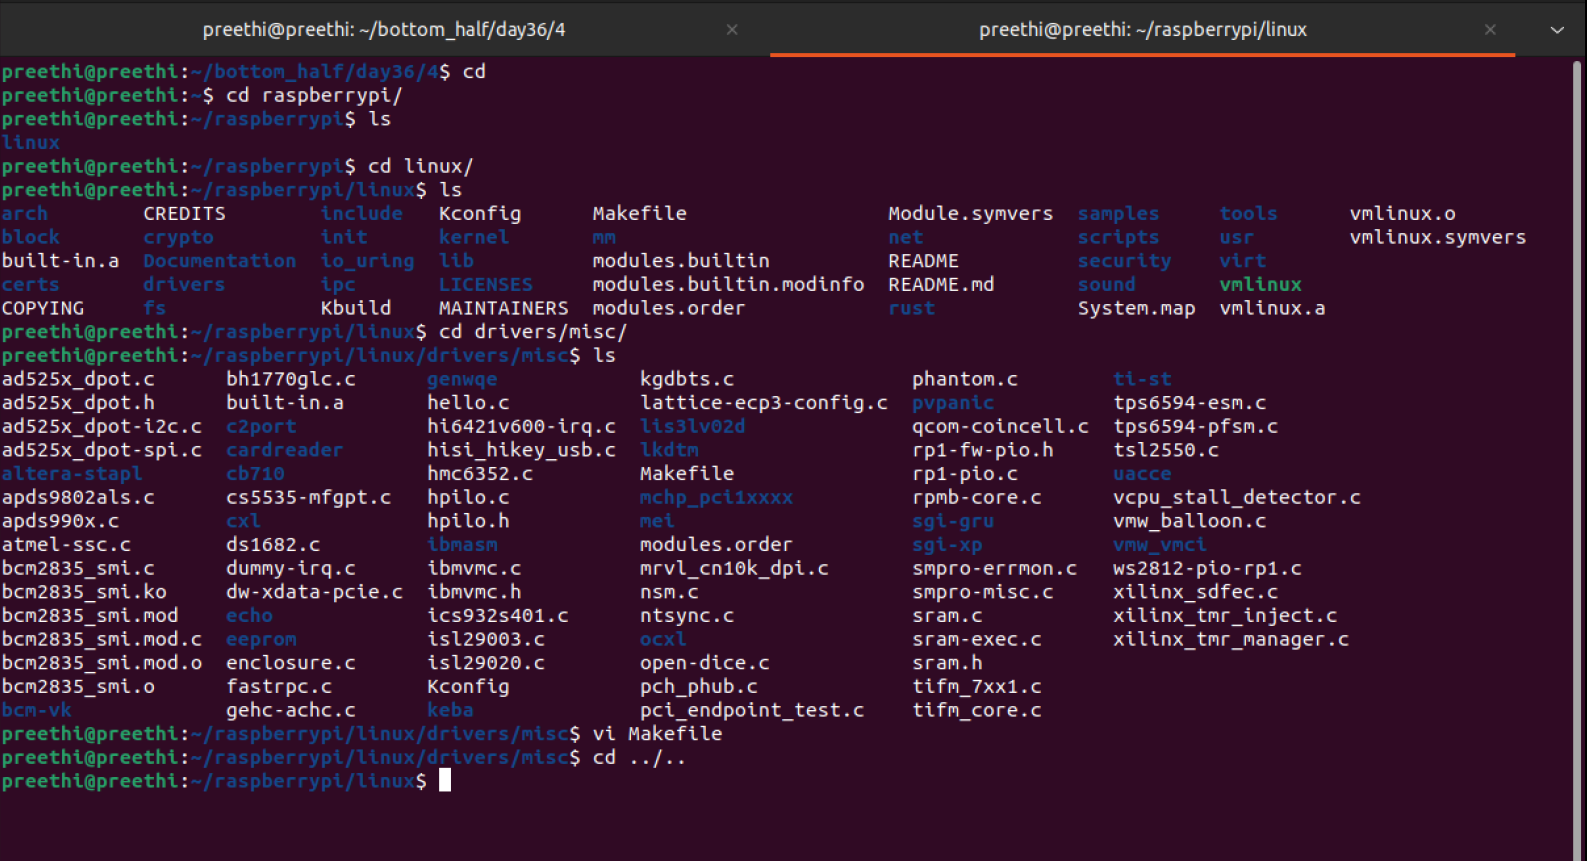 preethi@preethi: ~/bottom_half/day36/4 × preethi@preethi: ~/raspberrypi/linux ×
preethi@preethi:~/bottom_half/day36/4$ cd
preethi@preethi:~$ cd raspberrypi/
preethi@preethi:~/raspberrypi$ ls
linux
preethi@preethi:~/raspberrypi$ cd linux/
preethi@preethi:~/raspberrypi/linux$ ls
arch CREDITS include Kconfig Makefile Module.symvers samples tools vmlinux.o
block crypto init kernel mm net scripts usr vmlinux.symvers
built-in.a Documentation io_uring lib modules.builtin README security virt
certs drivers ipc LICENSES modules.builtin.modinfo README.md sound vmlinux
COPYING fs Kbuild MAINTAINERS modules.order rust System.map vmlinux.a
preethi@preethi:~/raspberrypi/linux$ cd drivers/misc/
preethi@preethi:~/raspberrypi/linux/drivers/misc$ ls
ad525x_dpot.c bh1770glc.c genwqe kgdbts.c phantom.c ti-st
ad525x_dpot.h built-in.a hello.c lattice-ecp3-config.c pvpanic tps6594-esm.c
ad525x_dpot-i2c.c c2port hi6421v600-irq.c lis3lv02d qcom-coincell.c tps6594-pfsm.c
ad525x_dpot-spi.c cardreader hisi_hikey_usb.c lkdtm rp1-fw-pio.h tsl2550.c
altera-stapl cb710 hmc6352.c Makefile rp1-pio.c uacce
apds9802als.c cs5535-mfgpt.c hpilo.c mchp_pci1xxxx rpmb-core.c vcpu_stall_detector.c
apds990x.c cxl hpilo.h mei sgi-gru vmw_balloon.c
atmel-ssc.c ds1682.c ibmasm modules.order sgi-xp vmw_vmci
bcm2835_smi.c dummy-irq.c ibmvmc.c mrvl_cn10k_dpi.c smpro-errmon.c ws2812-pio-rp1.c
bcm2835_smi.ko dw-xdata-pcie.c ibmvmc.h nsm.c smpro-misc.c xilinx_sdfec.c
bcm2835_smi.mod echo ics932s401.c ntsync.c sram.c xilinx_tmr_inject.c
bcm2835_smi.mod.c eeprom isl29003.c ocxl sram-exec.c xilinx_tmr_manager.c
bcm2835_smi.mod.o enclosure.c isl29020.c open-dice.c sram.h
bcm2835_smi.o fastrpc.c Kconfig pch_phub.c tifm_7xx1.c
bcm-vk gehc-achc.c keba pci_endpoint_test.c tifm_core.c
preethi@preethi:~/raspberrypi/linux/drivers/misc$ vi Makefile
preethi@preethi:~/raspberrypi/linux/drivers/misc$ cd ../..
preethi@preethi:~/raspberrypi/linux$